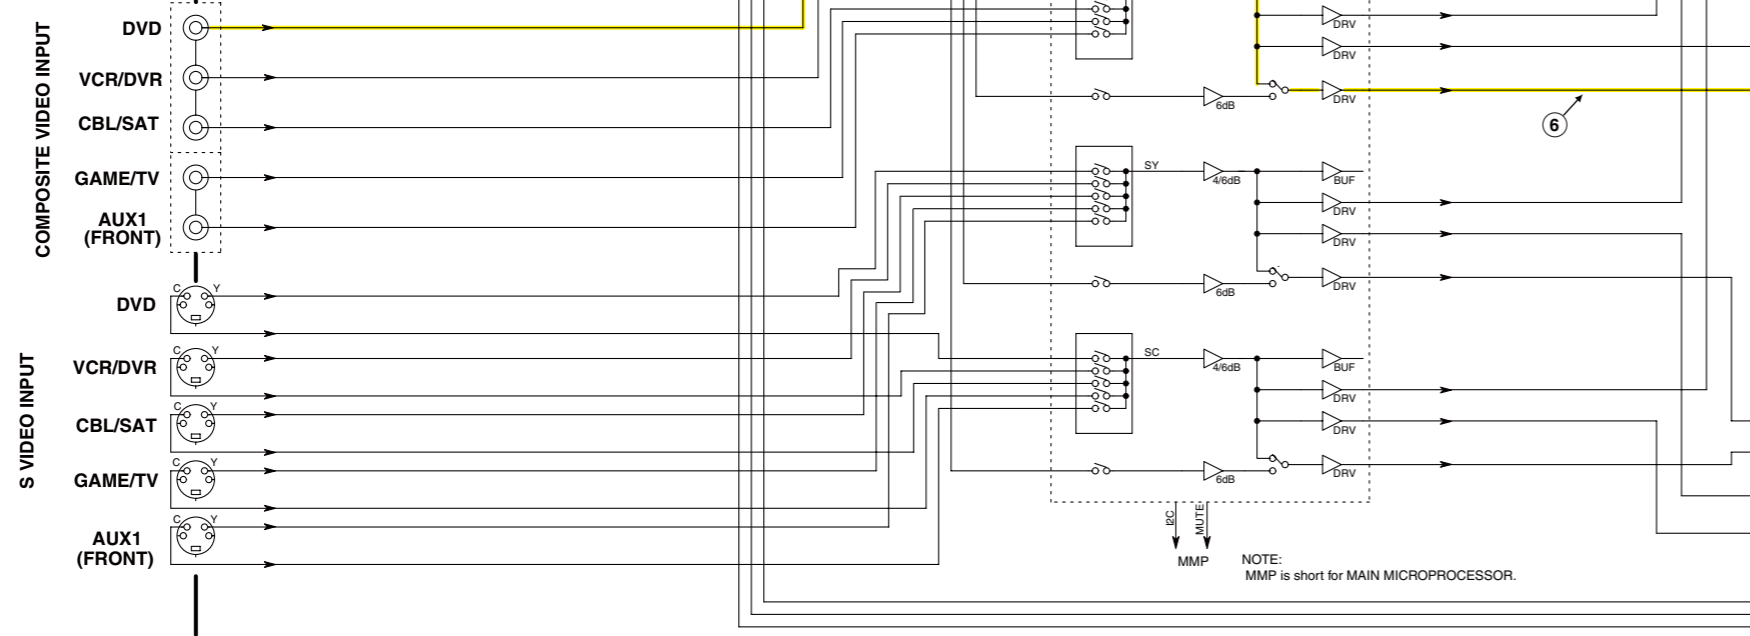 COMPOSITE VIDEO INPUT
DVD
VCR/DVR
CBL/SAT
GAME/TV
AUX1
(FRONT)
S VIDEO INPUT
C Y
DVD
C Y
VCR/DVR
C Y
CBL/SAT
C Y
GAME/TV
C Y
AUX1
(FRONT)
DRV
DRV
6dB
DRV
6
SY
4/6dB
BUF
DRV
DRV
6dB
DRV
SC
4/6dB
BUF
DRV
DRV
6dB
DRV
I2C
MUTE
MMP
NOTE:
MMP is short for MAIN MICROPROCESSOR.